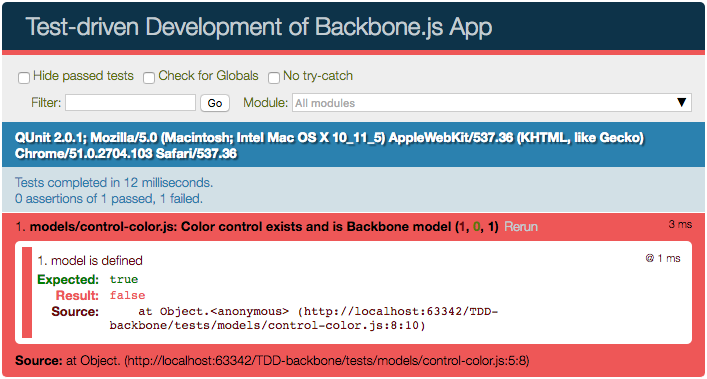 Test-driven Development of Backbone.js App
Hide passed tests Check for Globals No try-catch
Filter: Go Module: All modules ▼
QUnit 2.0.1; Mozilla/5.0 (Macintosh; Intel Mac OS X 10_11_5) AppleWebKit/537.36 (KHTML, like Gecko)
Chrome/51.0.2704.103 Safari/537.36
Tests completed in 12 milliseconds.
0 assertions of 1 passed, 1 failed.
1. models/control-color.js: Color control exists and is Backbone model (1, 0, 1) Rerun 3 ms
1. model is defined @ 1 ms
Expected: true
Result: false
Source: at Object.<anonymous> (http://localhost:63342/TDD-
backbone/tests/models/control-color.js:8:10)
Source: at Object. (http://localhost:63342/TDD-backbone/tests/models/control-color.js:5:8)